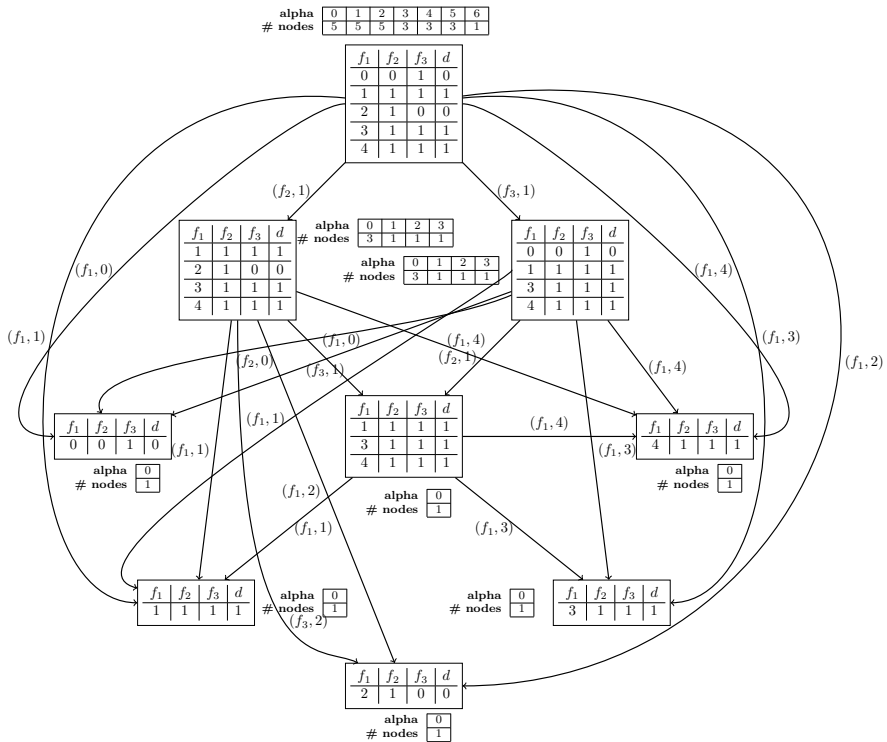 alpha 0 1 2 3 4 5 6
# nodes 5 5 5 3 3 3 1
f₁ f₂ f₃ d
0 0 1 0
1 1 1 1
2 1 0 0
3 1 1 1
4 1 1 1
(f₂, 1)
(f₃, 1)
f₁ f₂ f₃ d
1 1 1 1
2 1 0 0
3 1 1 1
4 1 1 1
alpha 0 1 2 3
# nodes 3 1 1 1
alpha 0 1 2 3
# nodes 3 1 1 1
f₁ f₂ f₃ d
0 0 1 0
1 1 1 1
3 1 1 1
4 1 1 1
(f₁, 0)
(f₁, 4)
(f₁, 1)
(f₁, 0)
(f₁, 4)
(f₁, 3)
(f₂, 0)
(f₃, 1)
(f₂, 1)
(f₁, 4)
(f₁, 2)
f₁ f₂ f₃ d
0 0 1 0
alpha 0
# nodes 1
(f₁, 1)
(f₁, 1)
f₁ f₂ f₃ d
1 1 1 1
3 1 1 1
4 1 1 1
alpha 0
# nodes 1
(f₁, 4)
(f₁, 3)
f₁ f₂ f₃ d
4 1 1 1
alpha 0
# nodes 1
(f₁, 2)
(f₁, 1)
(f₁, 3)
f₁ f₂ f₃ d
1 1 1 1
alpha 0
# nodes 1
(f₃, 2)
alpha 0
# nodes 1
f₁ f₂ f₃ d
3 1 1 1
f₁ f₂ f₃ d
2 1 0 0
alpha 0
# nodes 1